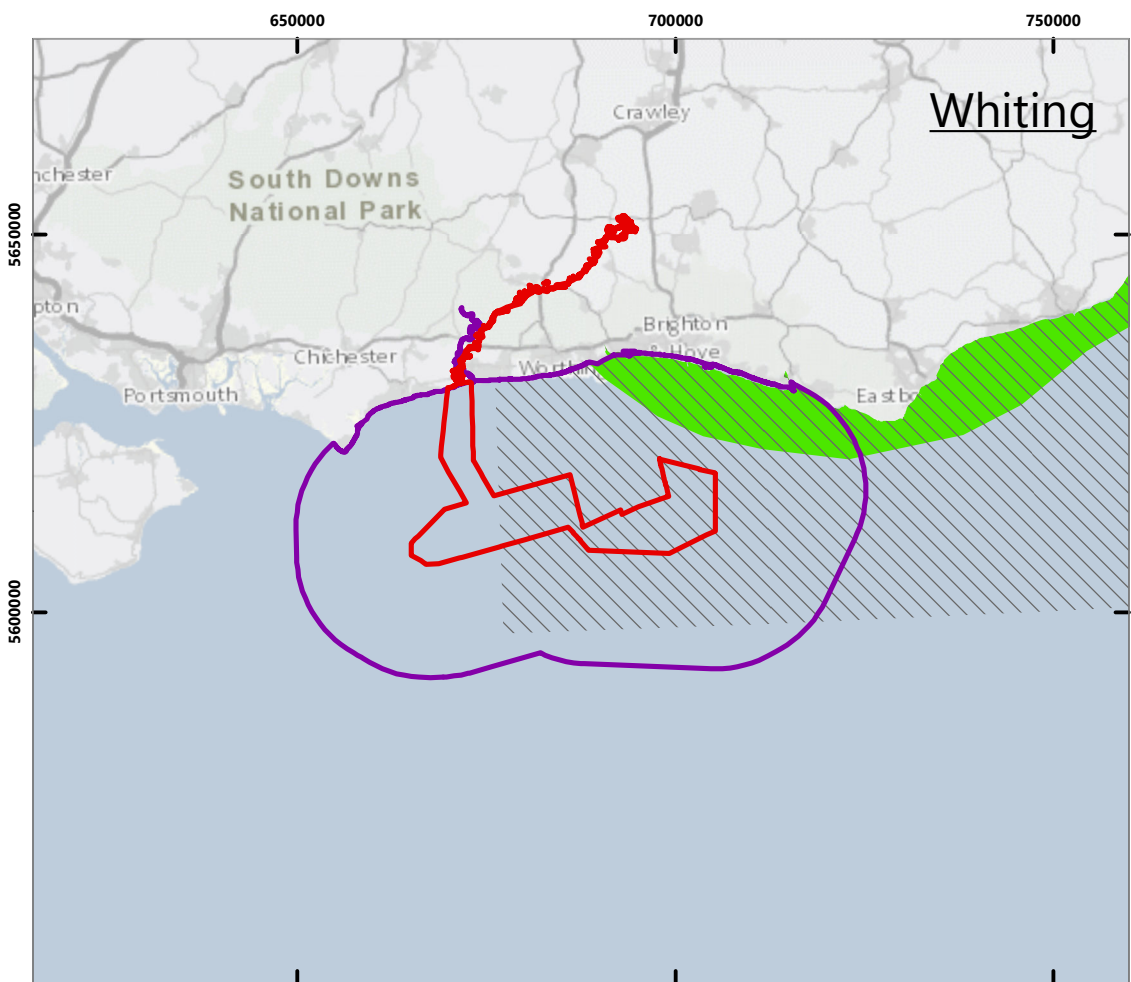 650000
700000
750000
Whiting
Crawley
nchester
South Downs
National Park
5650000
pton
Brighton
& Hove
Chichester
Worthing
Portsmouth
Eastbo
5600000